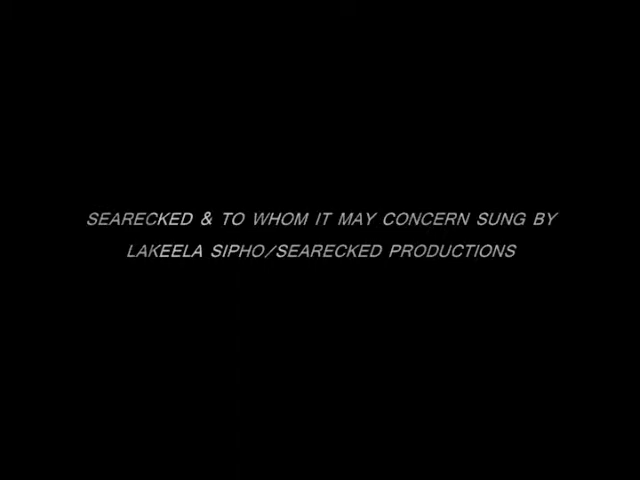 SEARECKED & TO WHOM IT MAY CONCERN SUNG BY
LAKEELA SIPHO/SEARECKED PRODUCTIONS